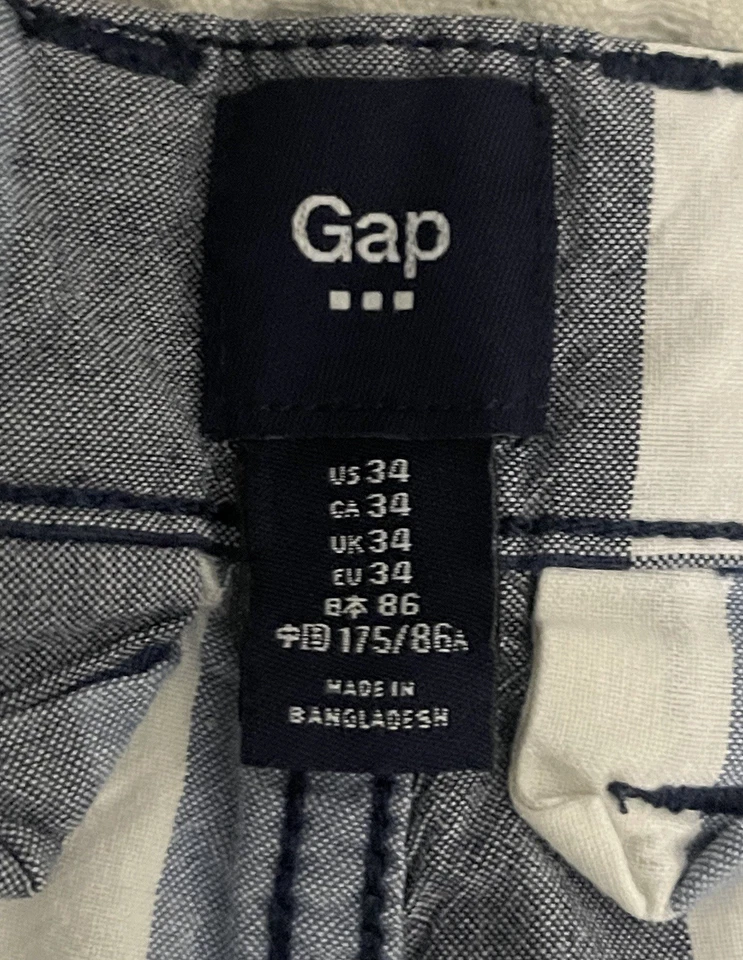 Gap
US 34
CA 34
UK 34
EU 34
日本 86
中国 175/86A
MADE IN
BANGLADESH